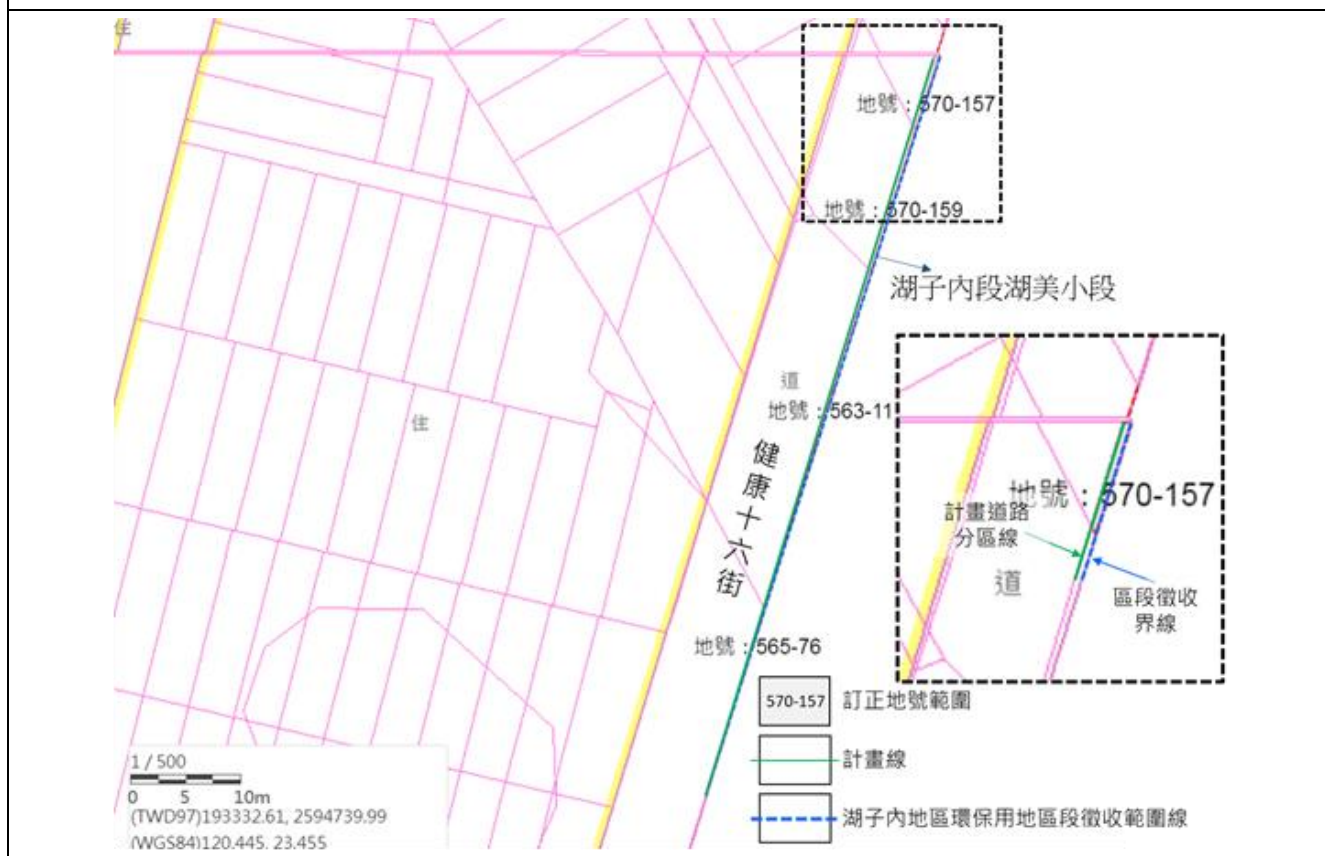 住
地號：570-157
地號：570-159
湖子內段湖美小段
道
地號：563-11
住
健康十六街
地號：570-157
計畫道路
分區線
道
區段徵收
界線
地號：565-76
570-157 訂正地號範圍
計畫線
湖子內地區環保用地區段徵收範圍線
1 / 500
0 5 10m
(TWD97)193332.61, 2594739.99
(WGS84)120.445, 23.455